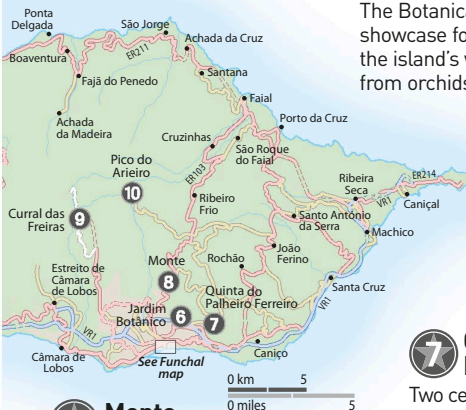 The Botanica
showcase fo
the island's
from orchids
Ponta
Delgada
São Jorge
Achada da Cruz
ER211
Boaventura
Fajã do Penedo
Santana
Achada
da Madeira
Faial
Porto da Cruz
Cruzinhas
São Roque
do Faial
Pico do
Arieiro
10
ER103
Ribeiro
Frio
Ribeira
Seca
ER214
VR1
Caniçal
Curral das
Freiras
9
Santo António
da Serra
Machico
Monte
8
Rochão
João
Ferino
Estreito de
Câmara
de Lobos
Santa Cruz
VR1
Quinta do
Palheiro Ferreiro
Jardim
Botânico
6
7
VR1
Câmara de
Lobos
See Funchal
map
Caniço
7
0 km
5
0 miles
5
Monte
Two ce